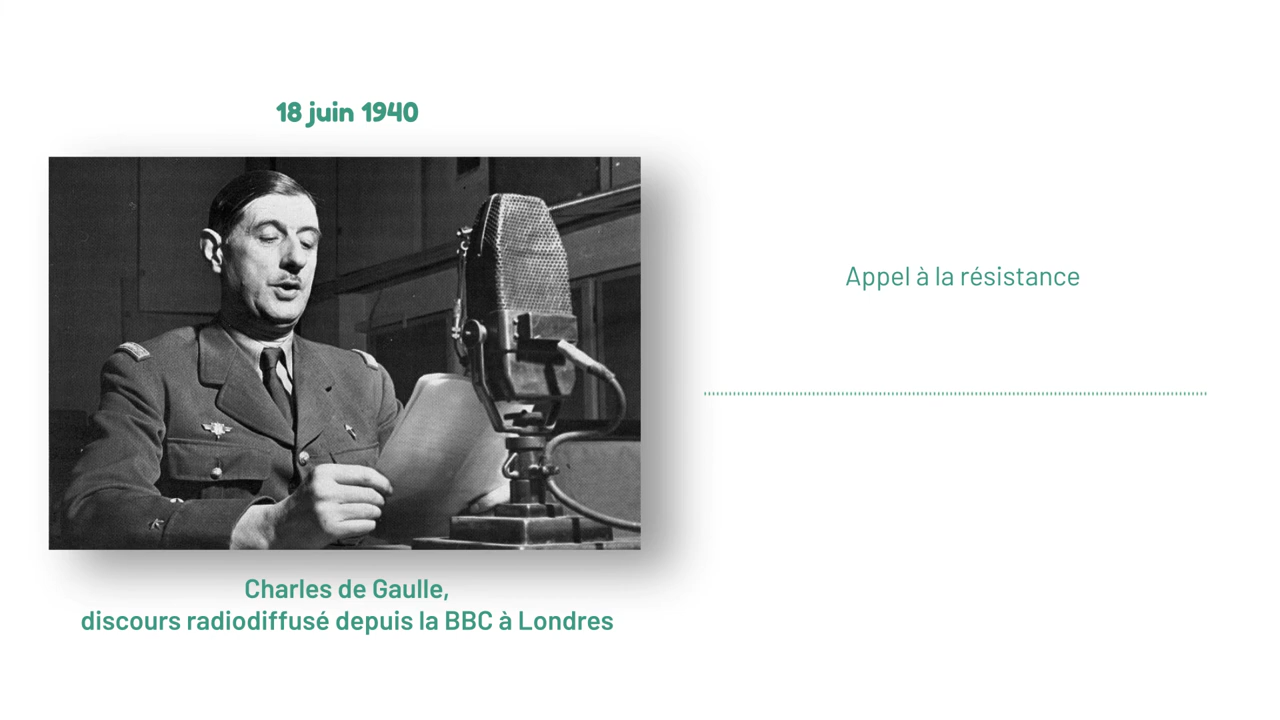 18 juin 1940
Appel à la résistance
Charles de Gaulle,
discours radiodiffusé depuis la BBC à Londres